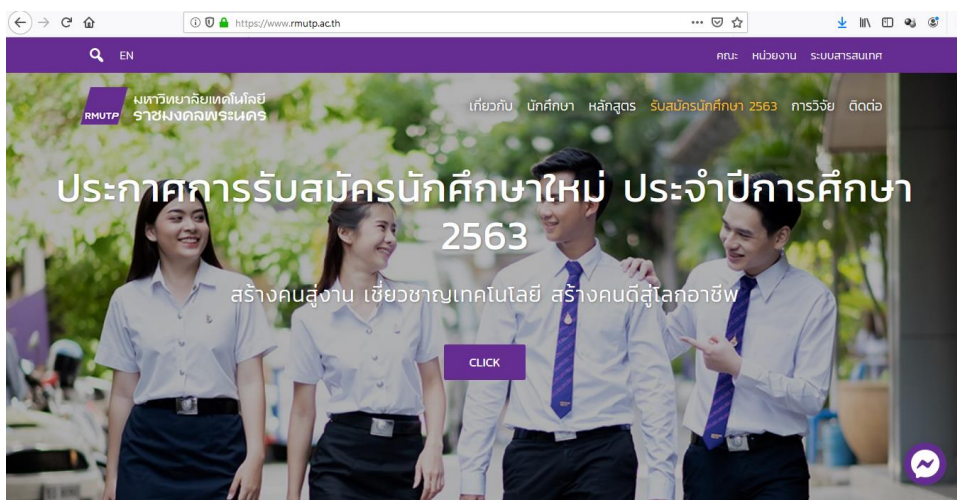 https://www.rmutp.ac.th
EN
คณะ หน่วยงาน ระบบสารสนเทศ
RMUTP
มหาวิทยาลัยเทคโนโลยี
ราชมงคลพระนคร
เกี่ยวกับ นักศึกษา หลักสูตร รับสมัครนักศึกษา 2563 การวิจัย ติดต่อ
ประกาศการรับสมัครนักศึกษาใหม่ ประจำปีการศึกษา
2563
สร้างคนสู่งาน เชี่ยวชาญเทคโนโลยี สร้างคนดีสู่โลกอาชีพ
CLICK